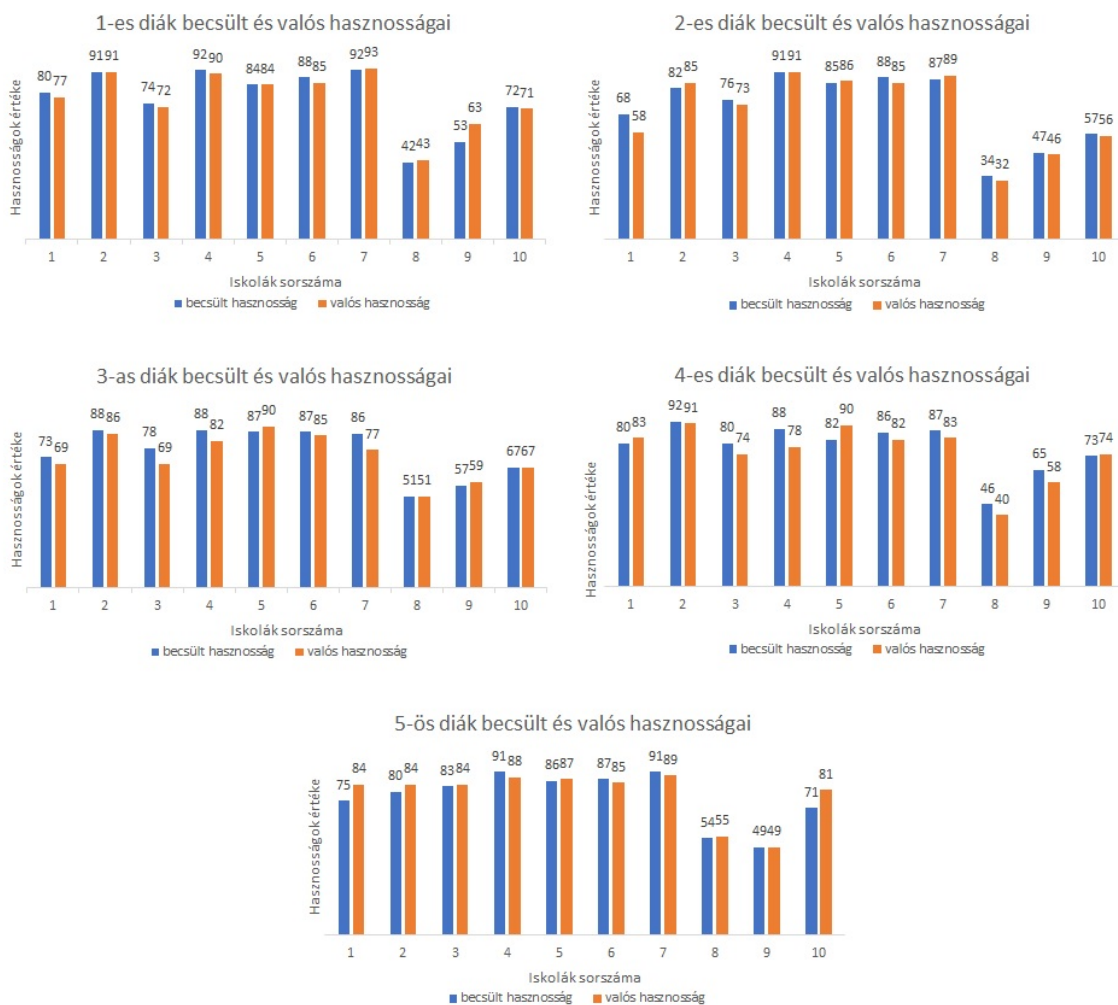 1-es diák becsült és valós hasznosságai
Hasznosságok értéke
80 77 91 91 74 72 92 90 84 84 88 85 92 93 42 43 53 63 72 71
1 2 3 4 5 6 7 8 9 10
Iskolák sorszáma
becsült hasznosság valós hasznosság
2-es diák becsült és valós hasznosságai
Hasznosságok értéke
68 58 82 85 76 73 91 91 85 86 88 85 87 89 34 32 47 46 57 56
1 2 3 4 5 6 7 8 9 10
Iskolák sorszáma
becsült hasznosság valós hasznosság
3-as diák becsült és valós hasznosságai
Hasznosságok értéke
73 69 88 86 78 69 88 82 87 90 87 85 86 77 51 51 57 59 67 67
1 2 3 4 5 6 7 8 9 10
Iskolák sorszáma
becsült hasznosság valós hasznosság
4-es diák becsült és valós hasznosságai
Hasznosságok értéke
80 83 92 91 80 74 88 78 82 90 86 82 87 83 46 40 65 58 73 74
1 2 3 4 5 6 7 8 9 10
Iskolák sorszáma
becsült hasznosság valós hasznosság
5-ös diák becsült és valós hasznosságai
Hasznosságok értéke
75 84 80 84 83 84 91 88 86 87 87 85 91 89 54 55 49 49 71 81
1 2 3 4 5 6 7 8 9 10
Iskolák sorszáma
becsült hasznosság valós hasznosság